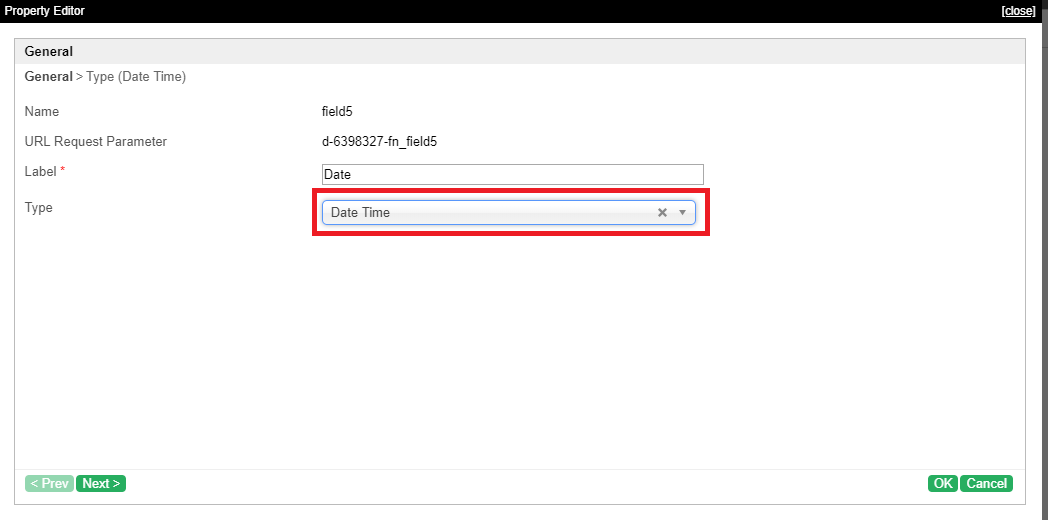 Property Editor [close]
General
General > Type (Date Time)
Name field5
URL Request Parameter d-6398327-fn_field5
Label * Date
Type Date Time
< Prev Next > OK Cancel